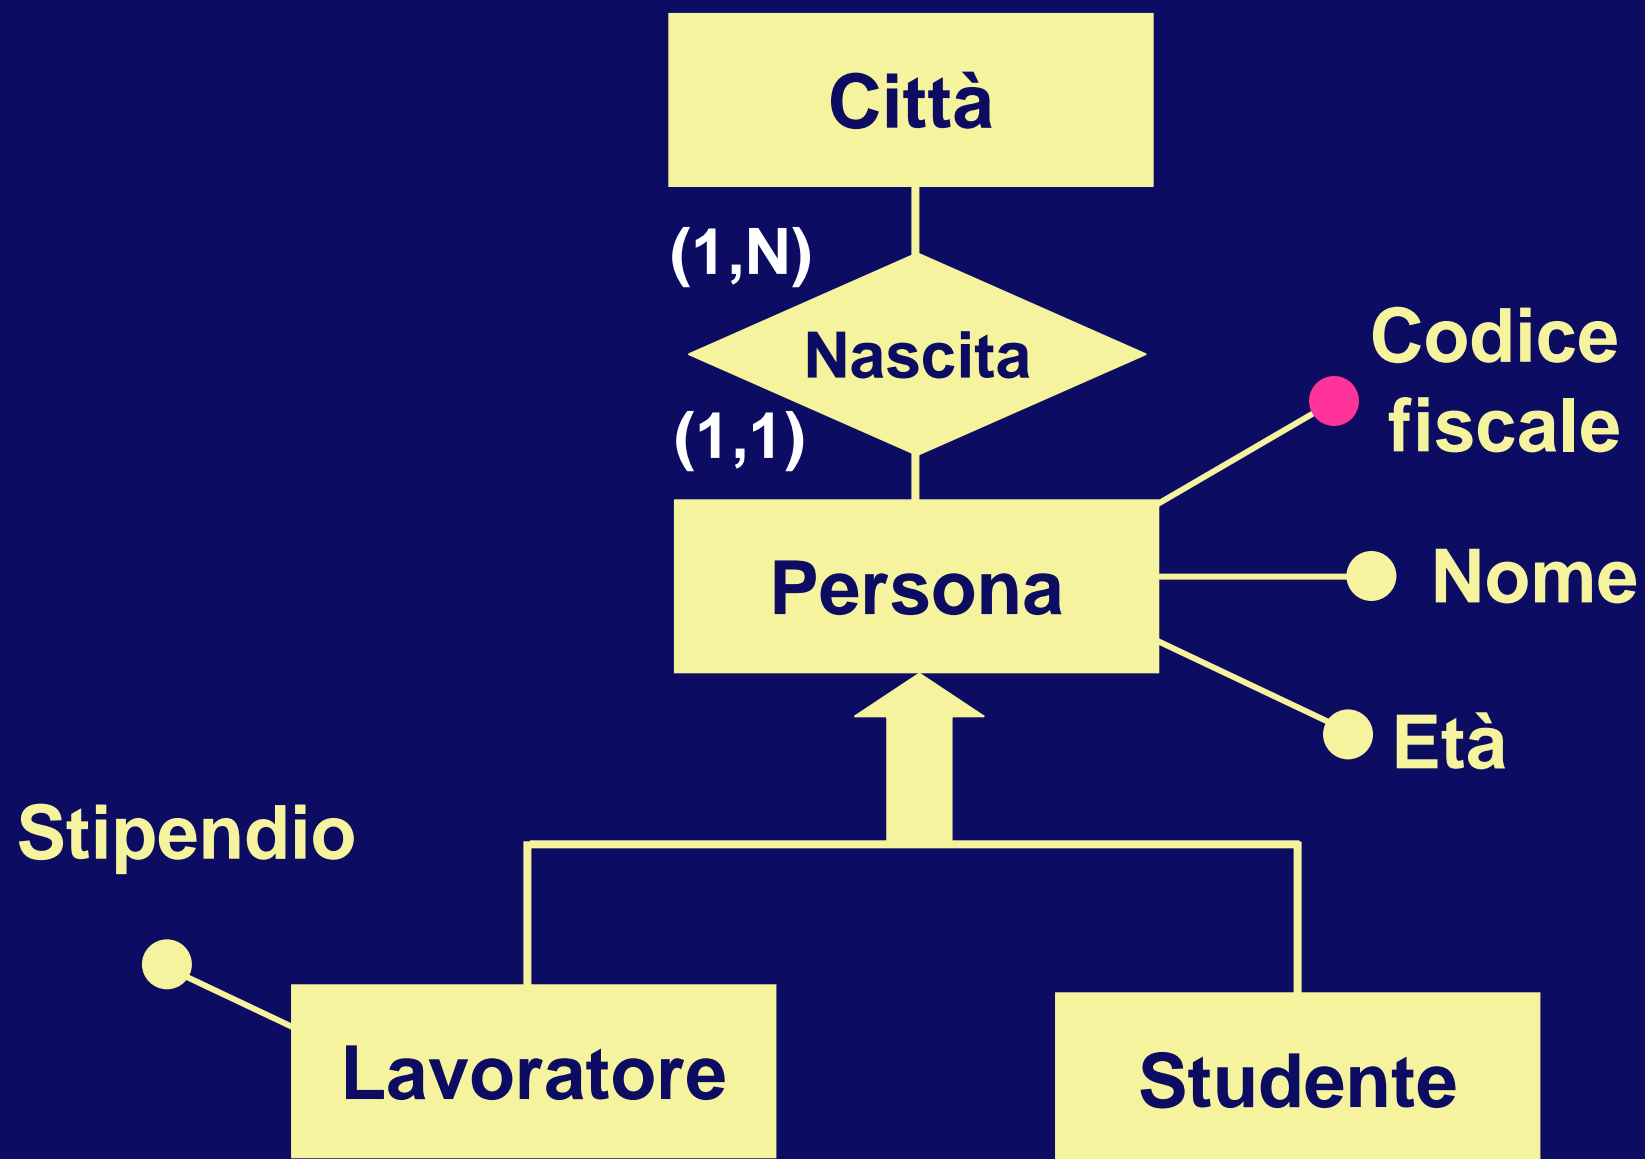 Città
(1,N)
Nascita
(1,1)
Codice
fiscale
Persona
Nome
Età
Stipendio
Lavoratore
Studente